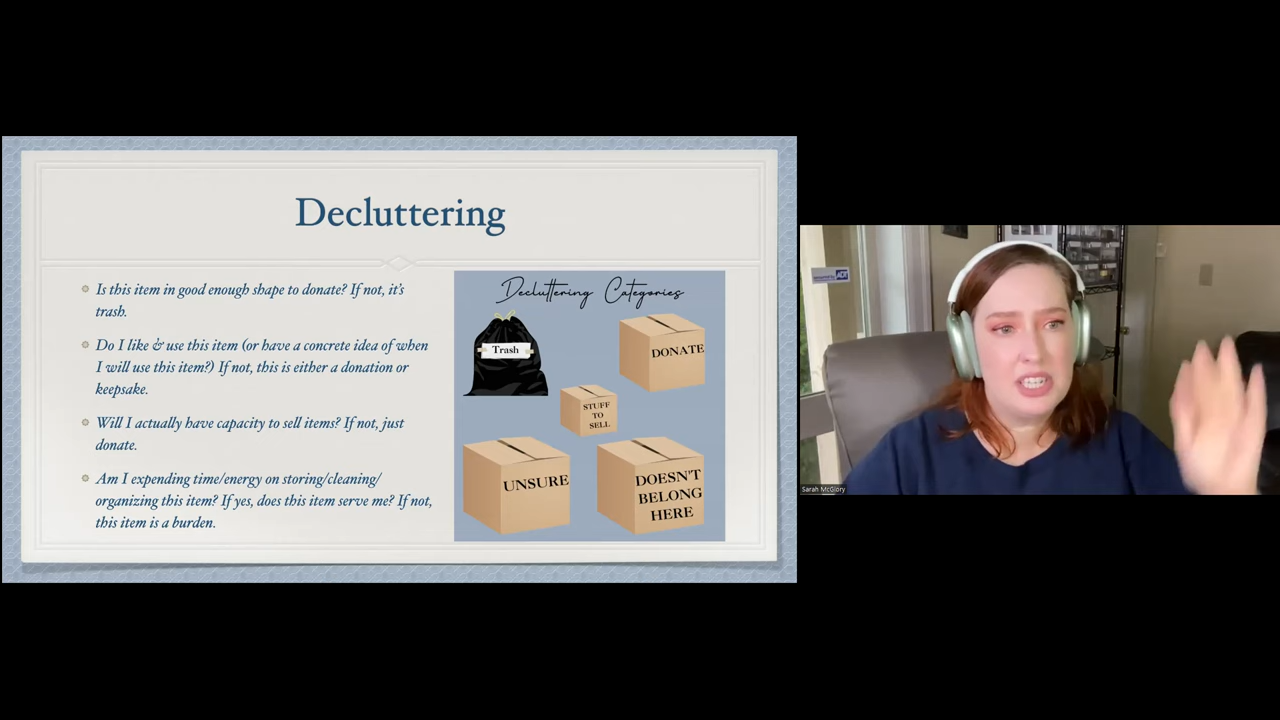 Decluttering
Is this item in good enough shape to donate? If not, it's
trash.
Do I like & use this item (or have a concrete idea of when
I will use this item?) If not, this is either a donation or
keepsake.
Will I actually have capacity to sell items? If not, just
donate.
Am I expending time/energy on storing/cleaning/
organizing this item? If yes, does this item serve me? If not,
this item is a burden.
Decluttering Categories
Trash
DONATE
STUFF
TO
SELL
UNSURE
DOESN'T
BELONG
HERE
ADT
Sarah McGlory